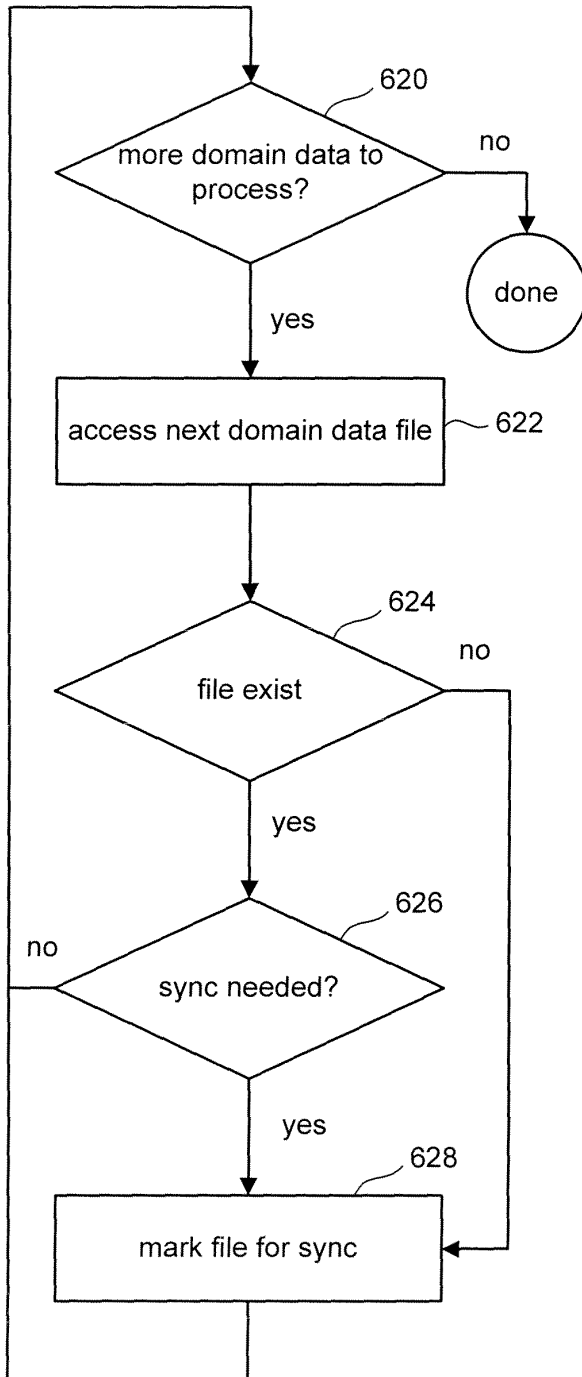 620
more domain data to
process?
no
done
yes
access next domain data file
622
624
no
file exist
yes
626
no
sync needed?
yes
628
mark file for sync